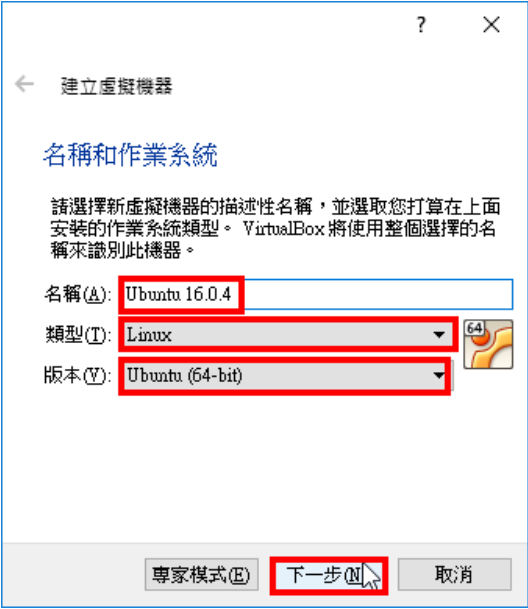 ?
建立虛擬機器
名稱和作業系統
請選擇新虛擬機器的描述性名稱，並選取您打算在上面
安裝的作業系統類型。 VirtualBox 將使用整個選擇的名
稱來識別此機器。
名稱(A): Ubuntu 16.0.4
類型(T): Linux
64
版本(V): Ubuntu (64-bit)
專家模式(E) 下一步(N 取消